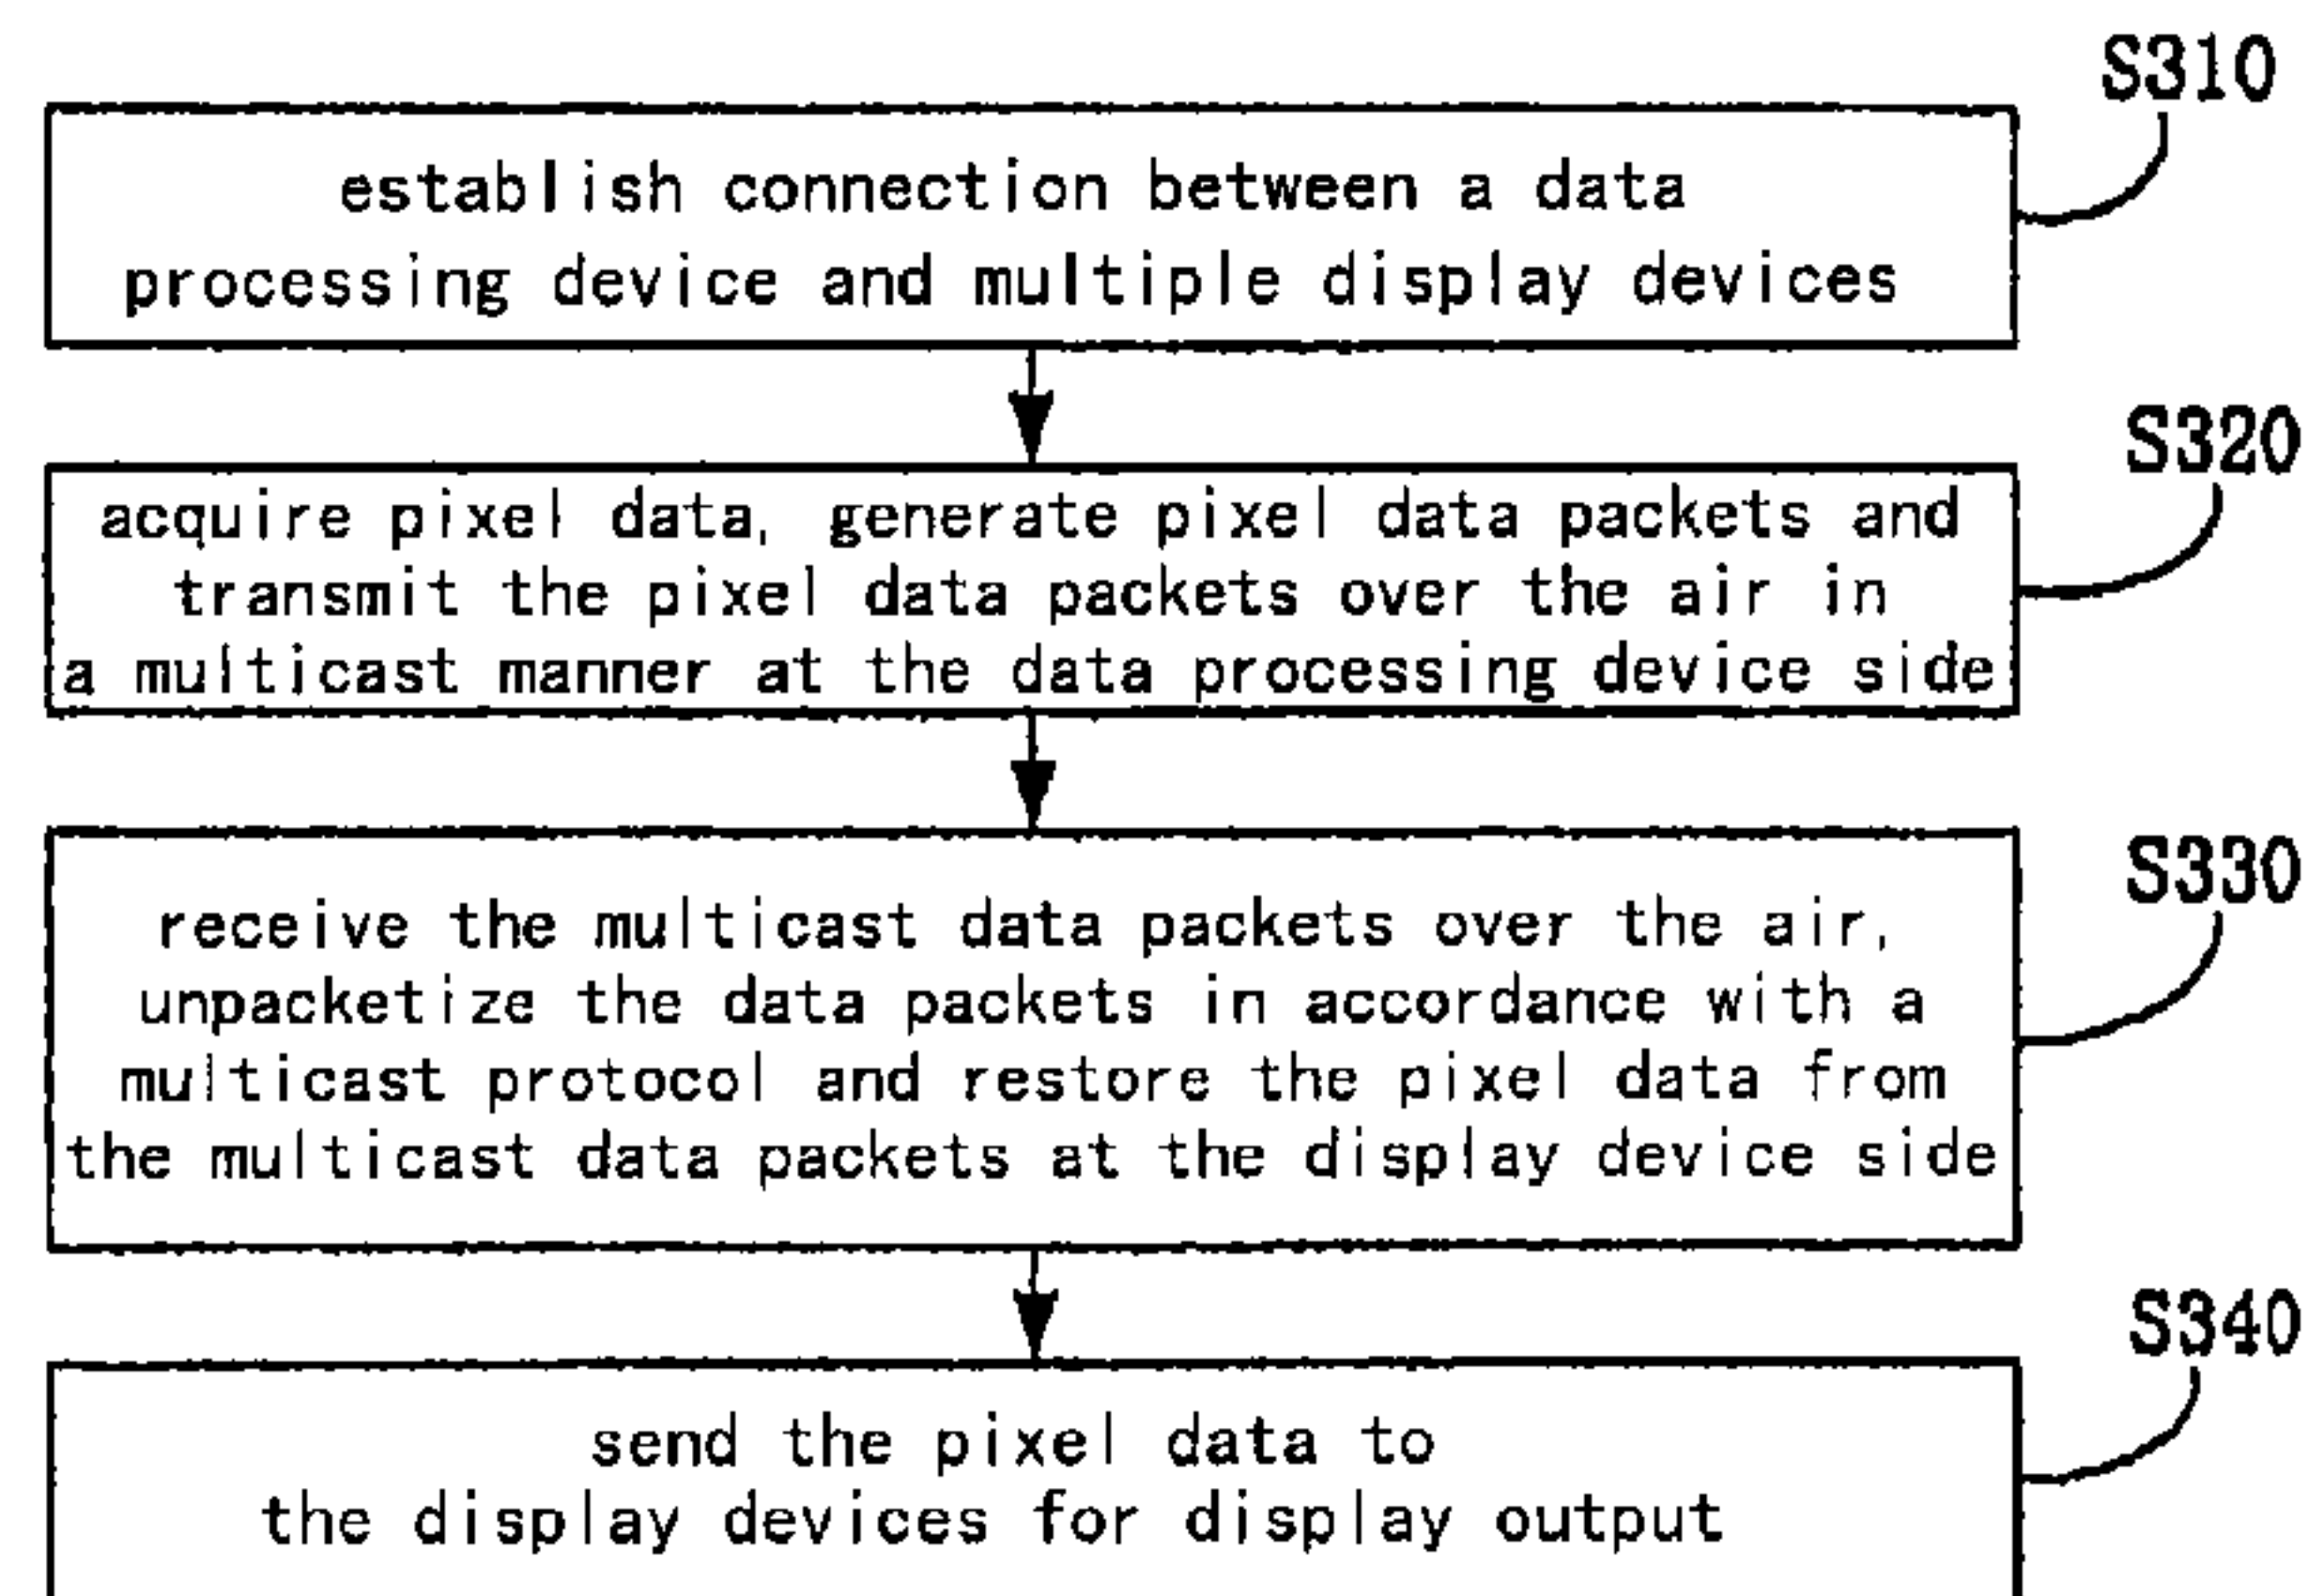 S310
establish connection between a data
processing device and multiple display devices
S320
acquire pixel data, generate pixel data packets and
transmit the pixel data packets over the air in
a multicast manner at the data processing device side
S330
receive the multicast data packets over the air,
unpacketize the data packets in accordance with a
multicast protocol and restore the pixel data from
the multicast data packets at the display device side
S340
send the pixel data to
the display devices for display output